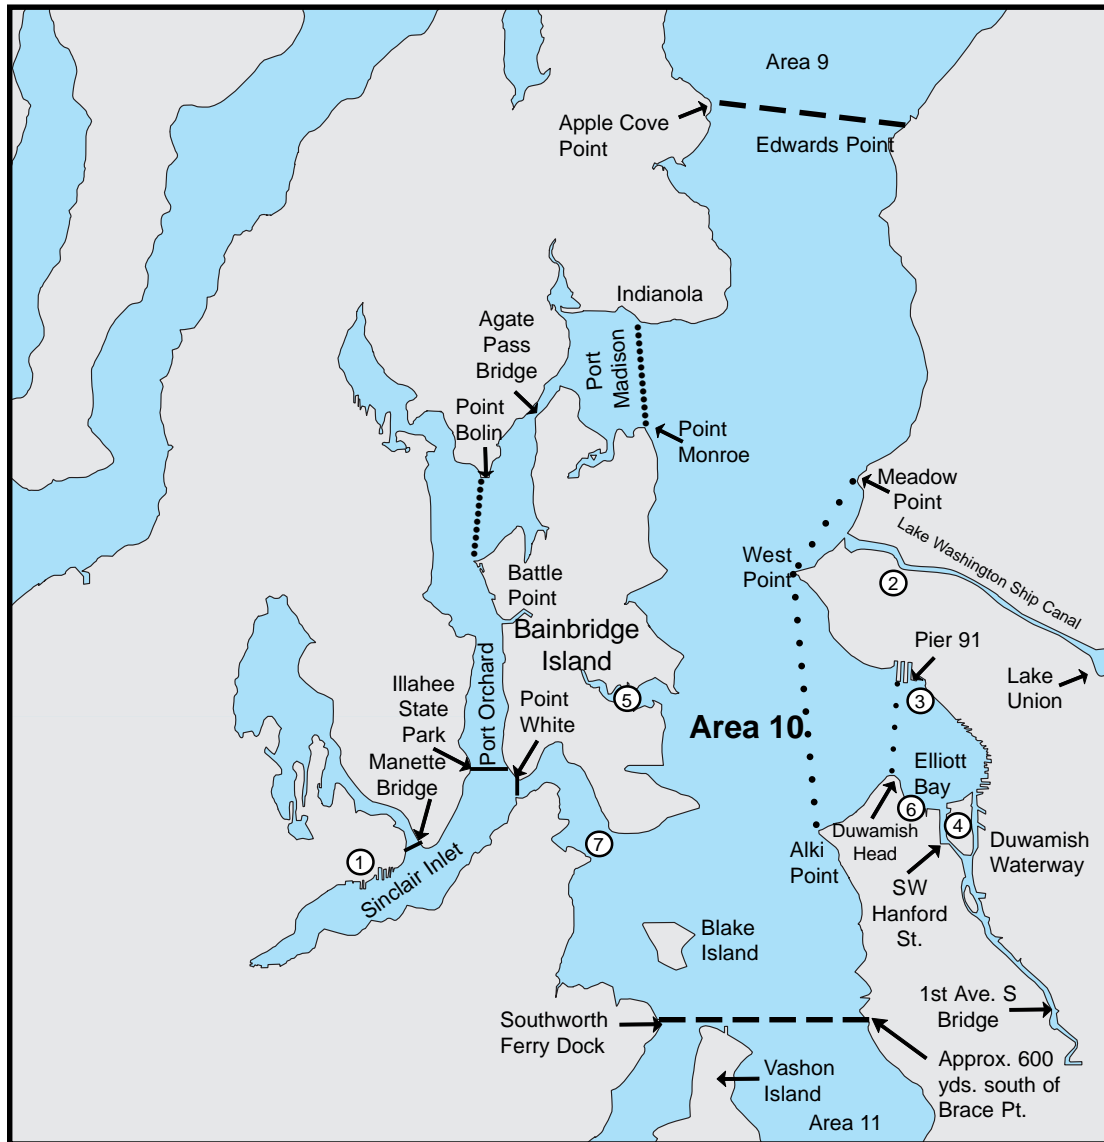 Area 9
Apple Cove
Point
Edwards Point
Indianola
Agate
Pass
Bridge
Port
Madison
Point
Bolin
Point
Monroe
Meadow
Point
Lake Washington Ship Canal
West
Point
2
Battle
Point
Bainbridge
Island
Pier 91
Lake
Union
Illahee
State
Park
Port Orchard
Point
White
5
3
Area 10
Manette
Bridge
Elliott
Bay
6
4
Duwamish
Head
Duwamish
Waterway
7
1
Sinclair Inlet
Alki
Point
SW
Hanford
St.
Blake
Island
1st Ave. S
Bridge
Southworth
Ferry Dock
Approx. 600
yds. south of
Brace Pt.
Vashon
Island
Area 11